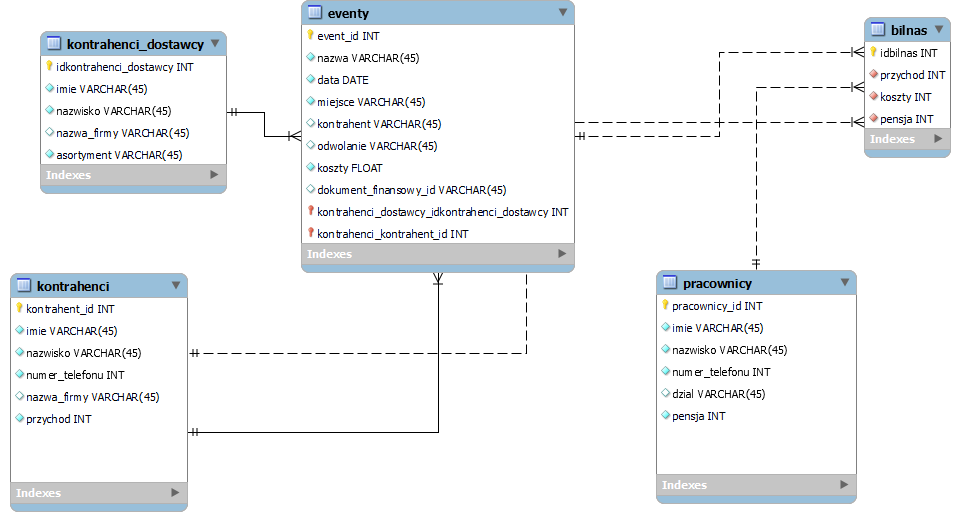 kontrahenci_dostawcy
idkontrahenci_dostawcy INT
imie VARCHAR(45)
nazwisko VARCHAR(45)
nazwa_firmy VARCHAR(45)
asortyment VARCHAR(45)
Indexes
eventy
event_id INT
nazwa VARCHAR(45)
data DATE
miejsce VARCHAR(45)
kontrahent VARCHAR(45)
odwolanie VARCHAR(45)
koszty FLOAT
dokument_finansowy_id VARCHAR(45)
kontrahenci_dostawcy_idkontrahenci_dostawcy INT
kontrahenci_kontrahent_id INT
Indexes
bilnas
idbilnas INT
przychod INT
koszty INT
pensja INT
Indexes
kontrahenci
kontrahent_id INT
imie VARCHAR(45)
nazwisko VARCHAR(45)
numer_telefonu INT
nazwa_firmy VARCHAR(45)
przychod INT
Indexes
pracownicy
pracownicy_id INT
imie VARCHAR(45)
nazwisko VARCHAR(45)
numer_telefonu INT
dzial VARCHAR(45)
pensja INT
Indexes